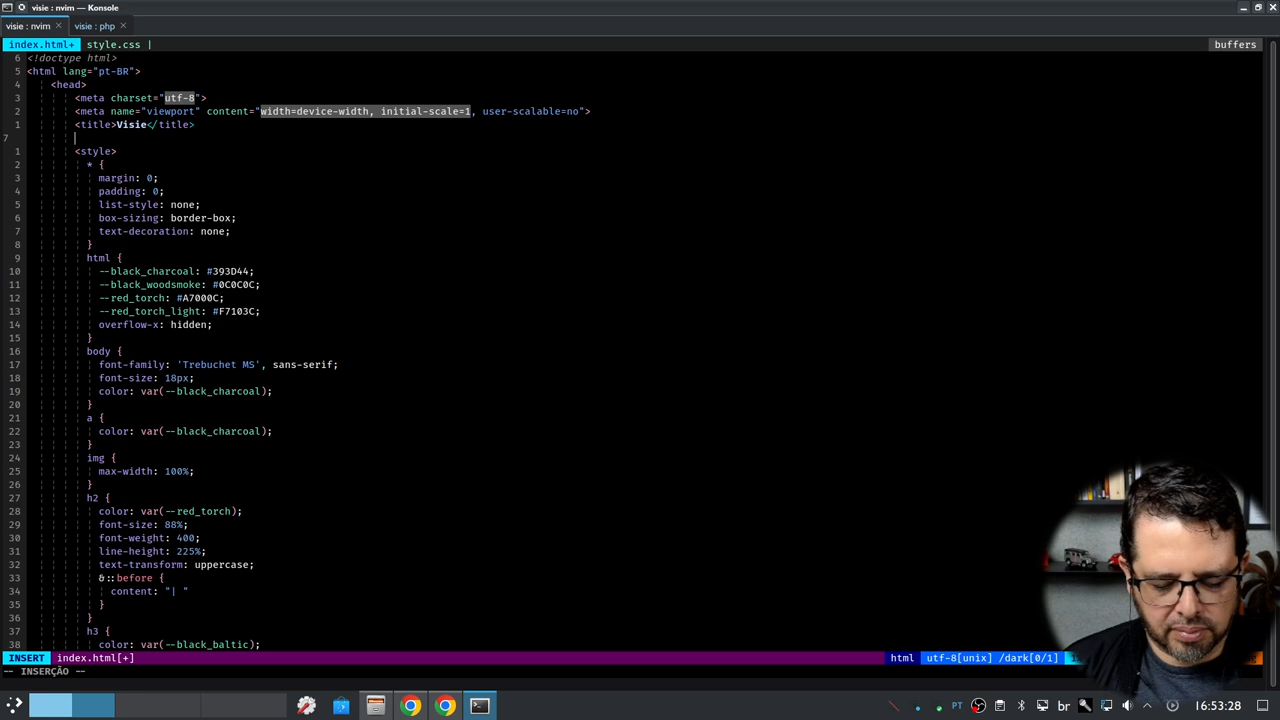 visie : nvim — Konsole
visie : nvim
visie : php
index.html+ style.css |
buffers
6 <!doctype html>
5 <html lang="pt-BR">
4 <head>
3 <meta charset="utf-8">
2 <meta name="viewport" content="width=device-width, initial-scale=1, user-scalable=no">
1 <title>Visie</title>
7
1 <style>
2 * {
3 margin: 0;
4 padding: 0;
5 list-style: none;
6 box-sizing: border-box;
7 text-decoration: none;
8 }
9 html {
10 --black_charcoal: #393D44;
11 --black_woodsmoke: #0C0C0C;
12 --red_torch: #A7000C;
13 --red_torch_light: #F7103C;
14 overflow-x: hidden;
15 }
16 body {
17 font-family: 'Trebuchet MS', sans-serif;
18 font-size: 18px;
19 color: var(--black_charcoal);
20 }
21 a {
22 color: var(--black_charcoal);
23 }
24 img {
25 max-width: 100%;
26 }
27 h2 {
28 color: var(--red_torch);
29 font-size: 88%;
30 font-weight: 400;
31 line-height: 225%;
32 text-transform: uppercase;
33 &::before {
34 content: "| "
35 }
36 }
37 h3 {
38 color: var(--black_baltic);
INSERT index.html[+]
html utf-8[unix] /dark[0/1]
-- INSERÇÃO --
PT br 16:53:28